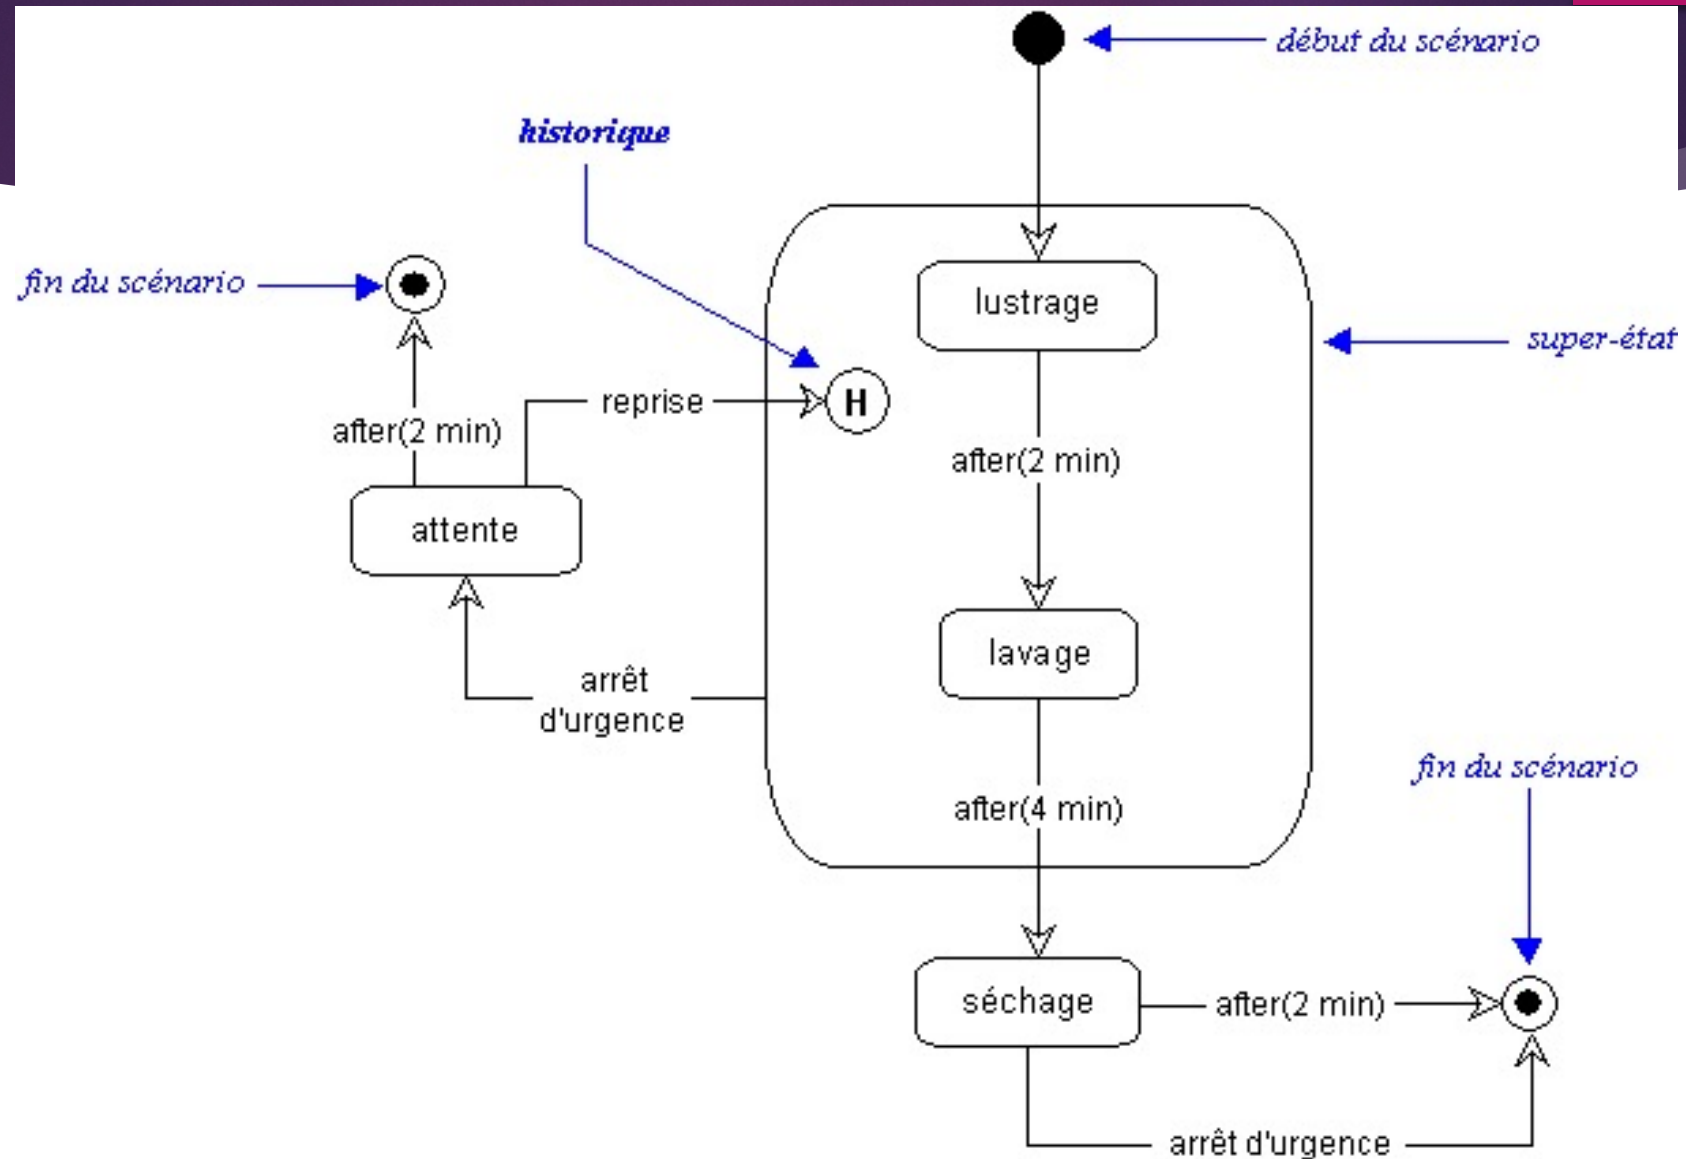 début du scénario
historique
fin du scénario
lustrage
super-état
reprise
H
after(2 min)
after(2 min)
attente
lavage
arrêt
d'urgence
fin du scénario
after(4 min)
séchage
after(2 min)
arrêt d'urgence